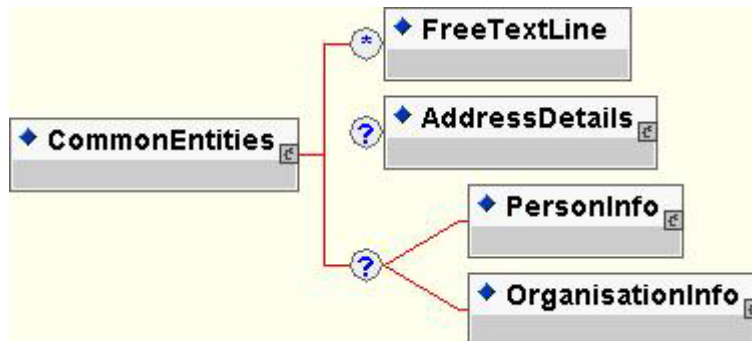 FreeTextLine
*
AddressDetails
?
CommonEntities
PersonInfo
?
OrganisationInfo